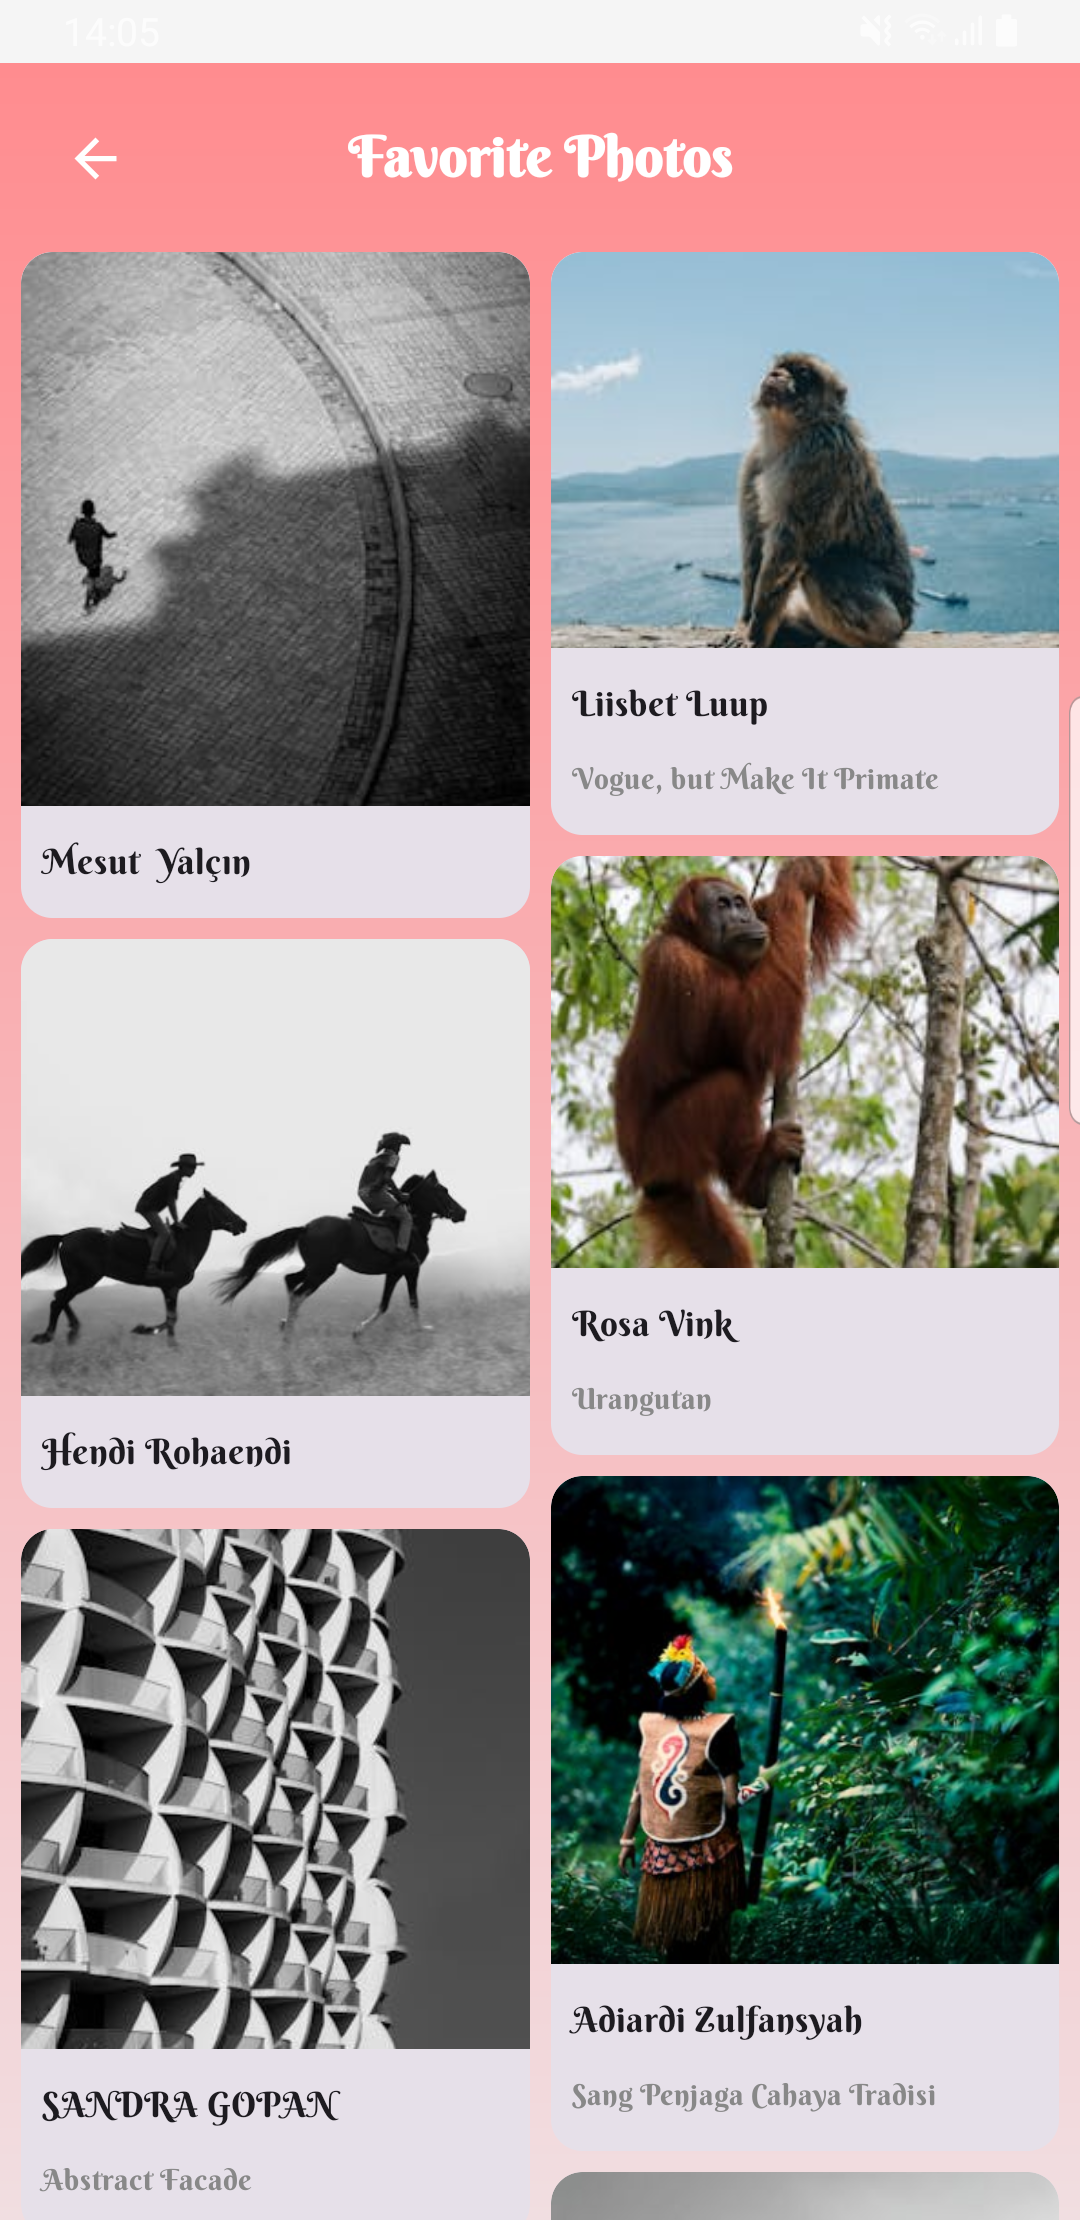 14:05
Favorite Photos
Mesut Yalçın
Liisbet Luup
Vogue, but Make It Primate
Hendi Rohaendi
Rosa Vink
Urangutan
SANDRA GOPAN
Abstract Facade
Adiardi Zulfansyah
Sang Penjaga Cahaya Tradisi